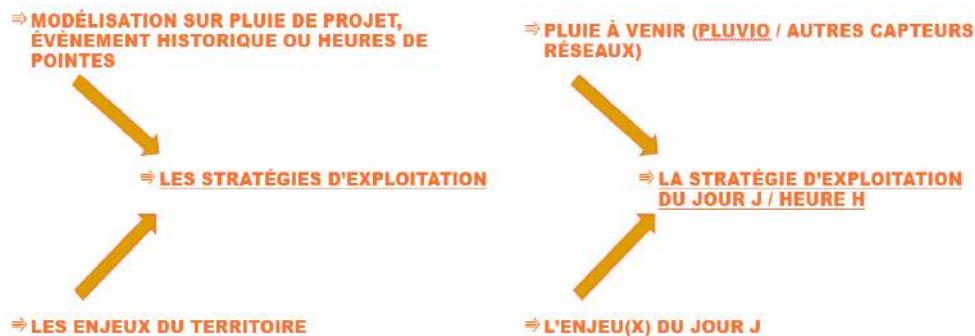 ⇒ MODÉLISATION SUR PLUIE DE PROJET,
ÉVÈNEMENT HISTORIQUE OU HEURES DE
POINTES
⇒ LES STRATÉGIES D'EXPLOITATION
⇒ LES ENJEUX DU TERRITOIRE
⇒ PLUIE À VENIR (PLUVIO / AUTRES CAPTEURS
RÉSEAUX)
⇒ LA STRATÉGIE D'EXPLOITATION
DU JOUR J / HEURE H
⇒ L'ENJEU(X) DU JOUR J